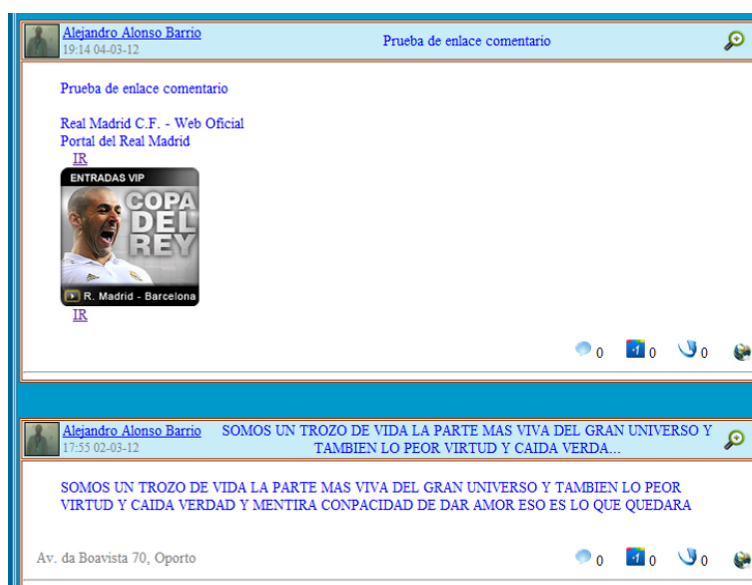 Alejandro Alonso Barrio
19:14 04-03-12
Prueba de enlace comentario
Prueba de enlace comentario
Real Madrid C.F. - Web Oficial
Portal del Real Madrid
IR
ENTRADAS VIP
COPA
DEL
REY
R. Madrid - Barcelona
IR
0
-1 0
0
Alejandro Alonso Barrio
17:55 02-03-12
SOMOS UN TROZO DE VIDA LA PARTE MAS VIVA DEL GRAN UNIVERSO Y
TAMBIEN LO PEOR VIRTUD Y CAIDA VERDA...
SOMOS UN TROZO DE VIDA LA PARTE MAS VIVA DEL GRAN UNIVERSO Y TAMBIEN LO PEOR
VIRTUD Y CAIDA VERDAD Y MENTIRA CONPACIDAD DE DAR AMOR ESO ES LO QUE QUEDARA
Av. da Boavista 70, Oporto
0
-1 0
0